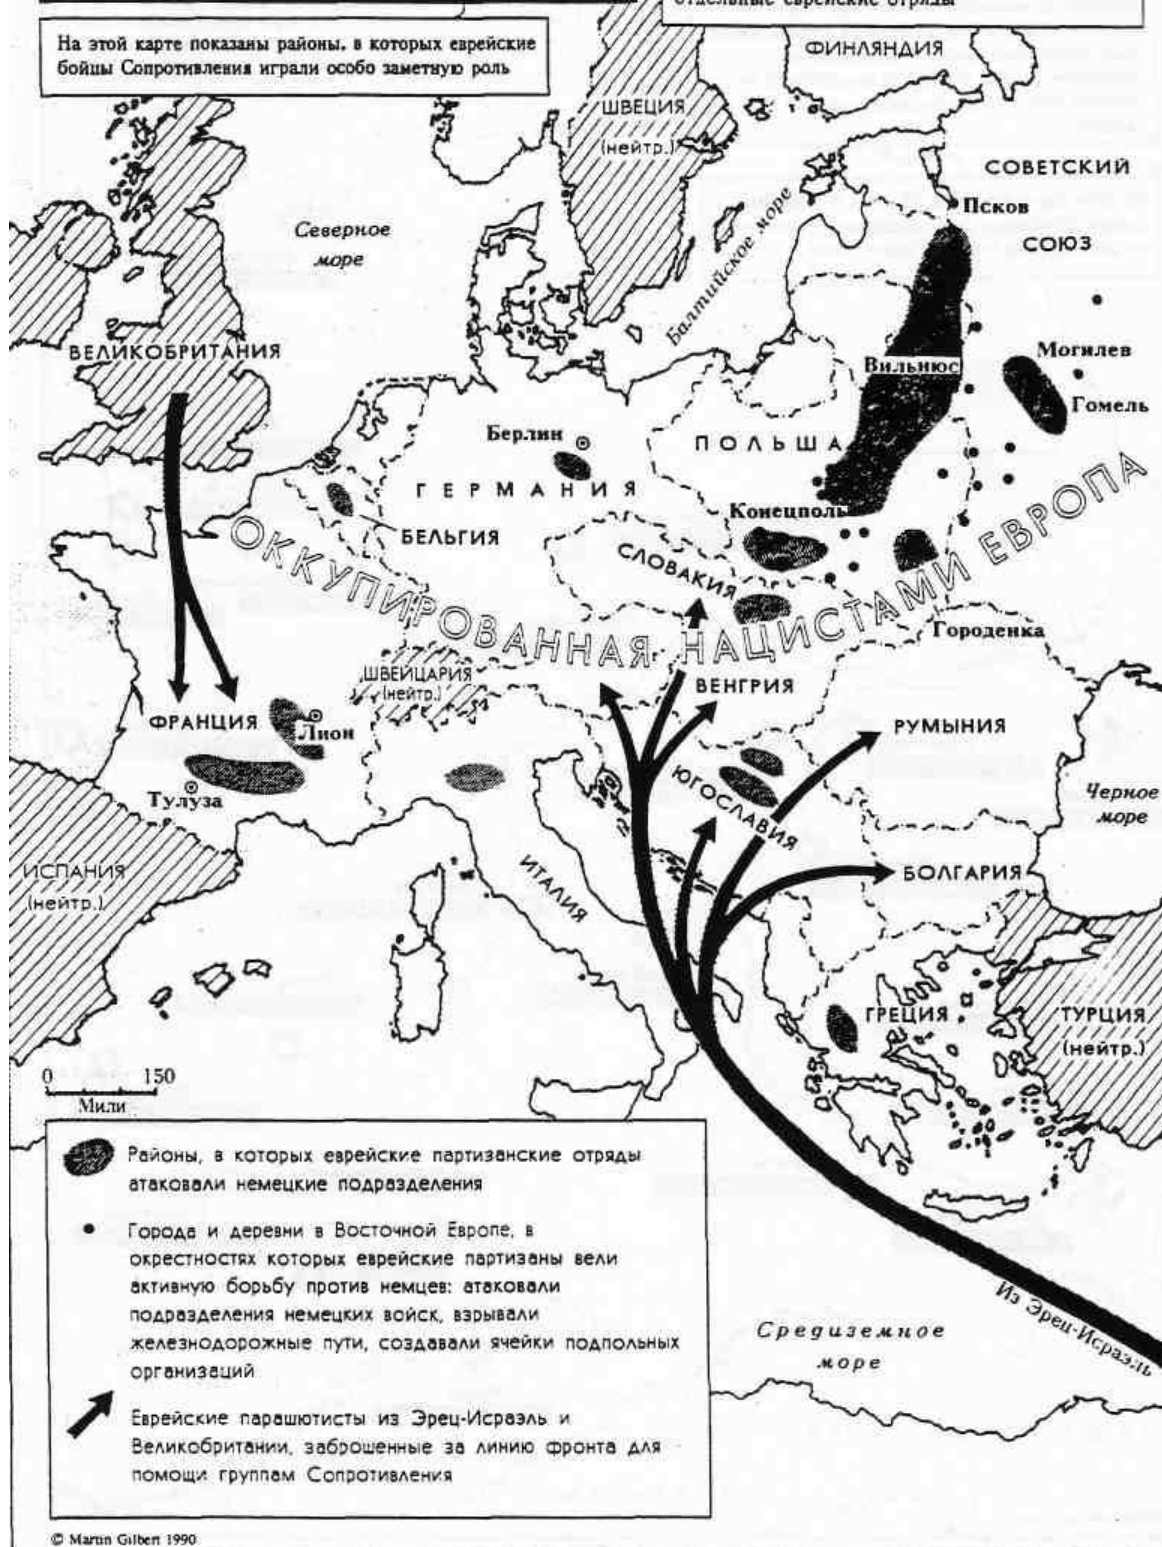 отдельные еврейские отряды
На этой карте показаны районы, в которых еврейские
бойцы Сопротивления играли особо заметную роль
ФИНЛЯНДИЯ
ШВЕЦИЯ
(нейтр.)
СОВЕТСКИЙ
СОЮЗ
Псков
Северное
море
Балтийское море
ВЕЛИКОБРИТАНИЯ
Вильнюс
Могилев
Гомель
Берлин
ПОЛЬША
ГЕРМАНИЯ
Конецполь
БЕЛЬГИЯ
СЛОВАКИЯ
ОККУПИРОВАННАЯ НАЦИСТАМИ ЕВРОПА
Городенка
ШВЕЙЦАРИЯ
(нейтр.)
ВЕНГРИЯ
ФРАНЦИЯ
Лион
РУМЫНИЯ
Тулуза
ЮГОСЛАВИЯ
Черное
море
ИСПАНИЯ
(нейтр.)
ИТАЛИЯ
БОЛГАРИЯ
ГРЕЦИЯ
ТУРЦИЯ
(нейтр.)
0 150
Мили
Районы, в которых еврейские партизанские отряды
атаковали немецкие подразделения
Города и деревни в Восточной Европе, в
окрестностях которых еврейские партизаны вели
активную борьбу против немцев: атаковали
подразделения немецких войск, взрывали
железнодорожные пути, создавали ячейки подпольных
организаций
Еврейские парашютисты из Эрец-Исраэль и
Великобритании, заброшенные за линию фронта для
помощи группам Сопротивления
Из Эрец-Исраэль
Средиземное
море
© Martin Gilbert 1990